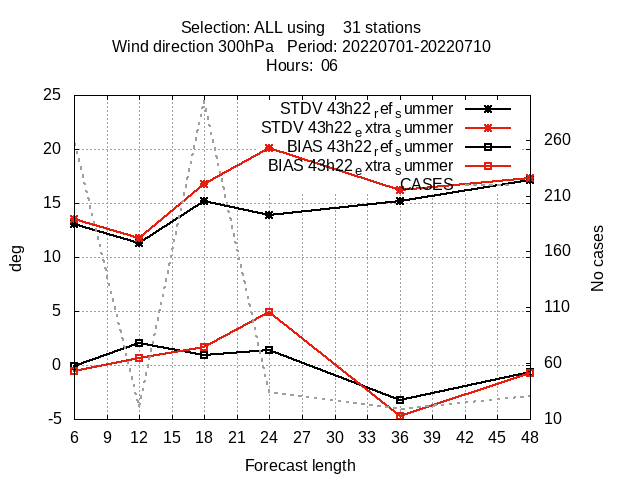 Selection: ALL using    31 stations
Wind direction 300hPa   Period: 20220701-20220710
Hours:  06
STDV 43h22_ref_summer
STDV 43h22_extra_summer
BIAS 43h22_ref_summer
BIAS 43h22_extra_summer
CASES
25
20
15
10
5
0
-5
deg
260
210
160
110
60
10
No cases
6 9 12 15 18 21 24 27 30 33 36 39 42 45 48
Forecast length